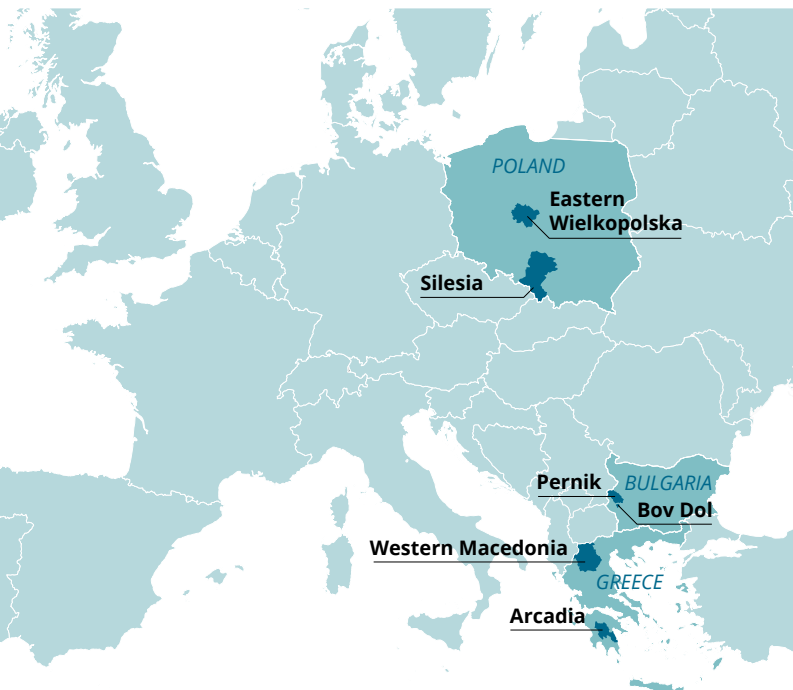 POLAND
Eastern
Wielkopolska
Silesia
Pernik
BULGARIA
Bov Dol
Western Macedonia
GREECE
Arcadia